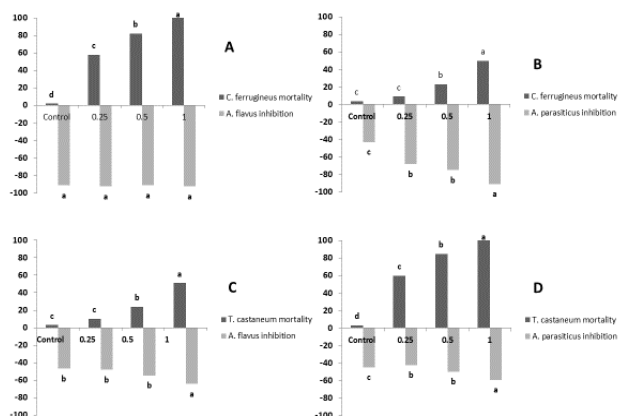 100
80
60
40
20
0
-20
-40
-60
-80
-100
d c b a
Control 0.25 0.5 1
a a a a
A
C. ferrugineus mortality
A. flavus inhibition
100
80
60
40
20
0
-20
-40
-60
-80
-100
c c b a
Control 0.25 0.5 1
c b b a
B
C. ferrugineus mortality
A. parasiticus inhibition
100
80
60
40
20
0
-20
-40
-60
-80
-100
c c b a
Control 0.25 0.5 1
b b b a
C
T. castaneum mortality
A. flavus inhibition
100
80
60
40
20
0
-20
-40
-60
-80
-100
d c b a
Control 0.25 0.5 1
c b b a
D
T. castaneum mortality
A. parasiticus inhibition